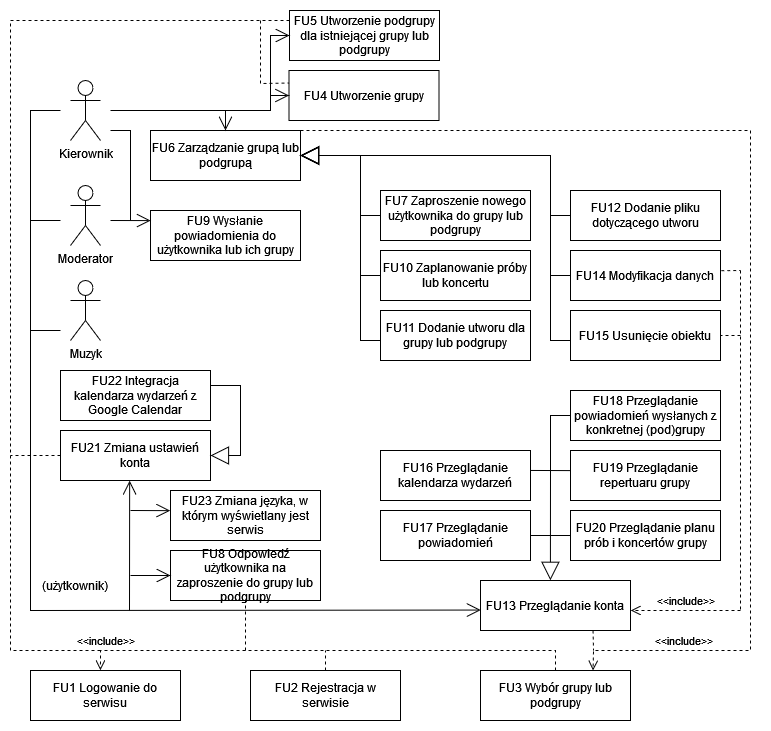 FU5 Utworzenie podgrupy
dla istniejącej grupy lub
podgrupy
FU4 Utworzenie grupy
Kierownik
FU6 Zarządzanie grupą lub
podgrupą
FU7 Zaproszenie nowego
użytkownika do grupy lub
podgrupy
FU12 Dodanie pliku
dotyczącego utworu
FU9 Wysłanie
powiadomienia do
użytkownika lub ich grupy
Moderator
FU10 Zaplanowanie próby
lub koncertu
FU14 Modyfikacja danych
FU11 Dodanie utworu dla
grupy lub podgrupy
FU15 Usunięcie obiektu
Muzyk
FU22 Integracja
kalendarza wydarzeń z
Google Calendar
FU18 Przeglądanie
powiadomień wysłanych z
konkretnej (pod)grupy
FU21 Zmiana ustawień
konta
FU16 Przeglądanie
kalendarza wydarzeń
FU19 Przeglądanie
repertuaru grupy
FU23 Zmiana języka, w
którym wyświetlany jest
serwis
FU17 Przeglądanie
powiadomień
FU20 Przeglądanie planu
prób i koncertów grupy
FU8 Odpowiedź
użytkownika na
zaproszenie do grupy lub
podgrupy
(użytkownik)
FU13 Przeglądanie konta
<<include>>
<<include>>
<<include>>
FU1 Logowanie do
serwisu
FU2 Rejestracja w
serwisie
FU3 Wybór grupy lub
podgrupy